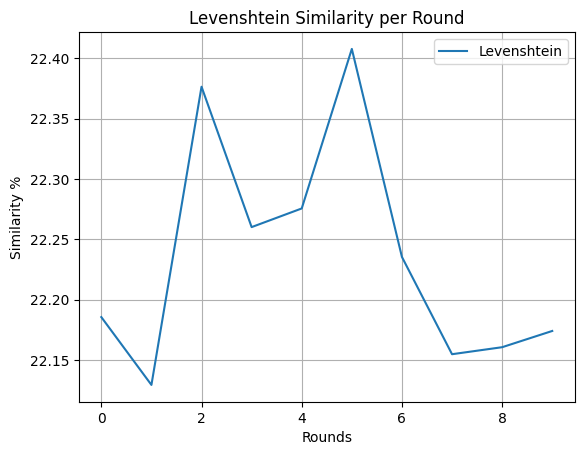 Levenshtein Similarity per Round
Levenshtein
Similarity %
22.40
22.35
22.30
22.25
22.20
22.15
0 2 4 6 8
Rounds